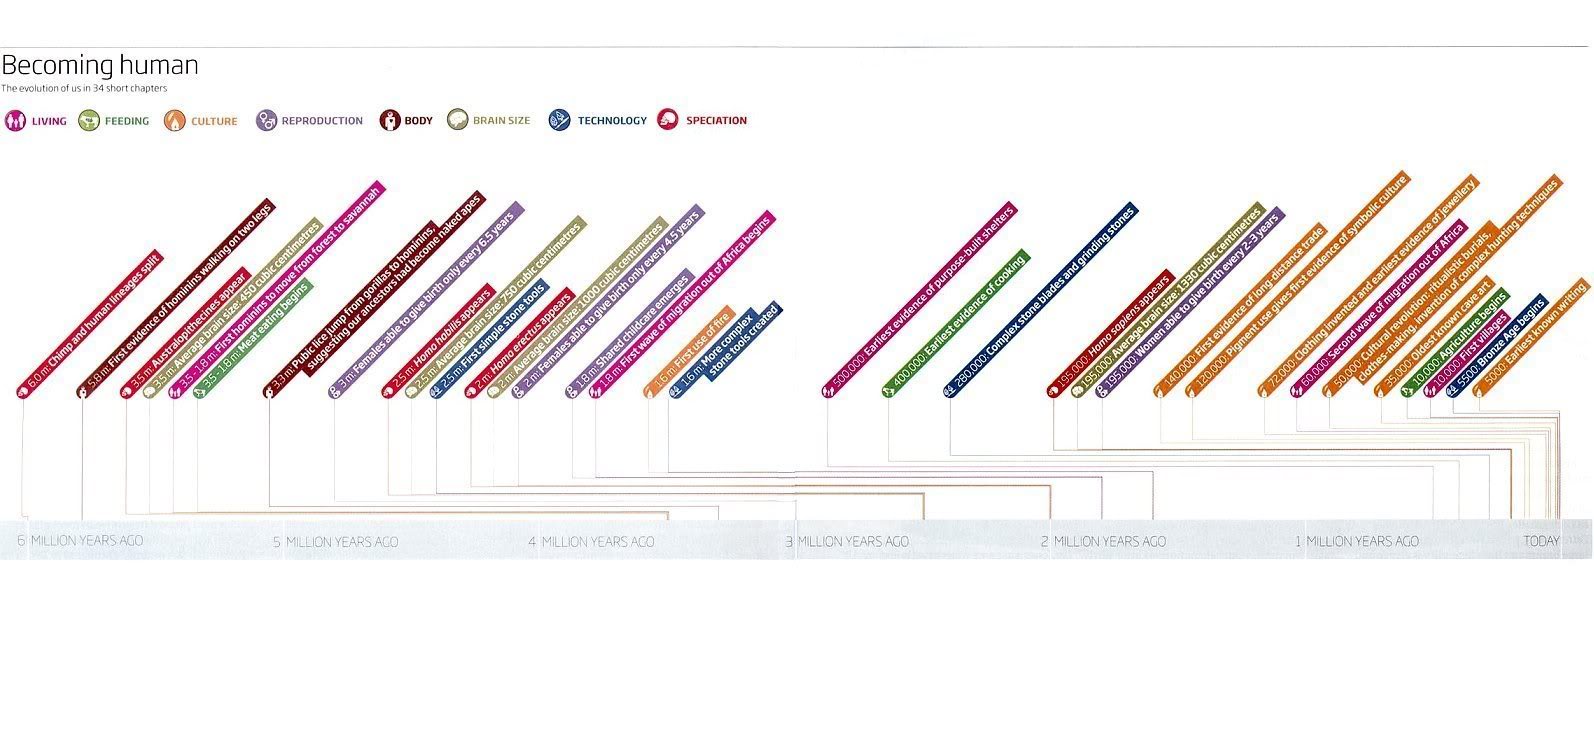 Becoming human
The evolution of us in 34 short chapters
LIVING FEEDING CULTURE REPRODUCTION BODY BRAIN SIZE TECHNOLOGY SPECIATION
6.0 m: Chimp and human lineages split
5.8 m: First evidence of hominins walking on two legs
3.5 m: Australopithecines appear
3.5 m: Average brain size: 450 cubic centimetres
3.5 - 1.8 m: First hominins to move from forest to savannah
3.5 - 1.8 m: Meat eating begins
3.3 m: Pubic lice jump from gorillas to hominins,
suggesting our ancestors had become naked apes
3 m: Females able to give birth only every 6.5 years
2.5 m: Homo habilis appears
2.5 m: Average brain size: 750 cubic centimetres
2.5 m: First simple stone tools
2 m: Homo erectus appears
2 m: Average brain size: 1000 cubic centimetres
2 m: Females able to give birth only every 4.5 years
1.8 m: Shared childcare emerges
1.8 m: First wave of migration out of Africa begins
1.6 m: First use of fire
1.6 m: More complex
stone tools created
500,000: Earliest evidence of purpose-built shelters
400,000: Earliest evidence of cooking
280,000: Complex stone blades and grinding stones
195,000: Homo sapiens appears
195,000: Average brain size: 1330 cubic centimetres
195,000: Women able to give birth every 2-3 years
140,000: First evidence of long-distance trade
120,000: Pigment use gives first evidence of symbolic culture
72,000: Clothing invented and earliest evidence of jewellery
60,000: Second wave of migration out of Africa
50,000: Cultural revolution: ritualistic burials,
clothes-making, invention of complex hunting techniques
35,000: Oldest known cave art
10,000: Agriculture begins
10,000: First villages
5500: Bronze Age begins
5000: Earliest known writing
6 MILLION YEARS AGO 5 MILLION YEARS AGO 4 MILLION YEARS AGO 3 MILLION YEARS AGO 2 MILLION YEARS AGO 1 MILLION YEARS AGO TODAY